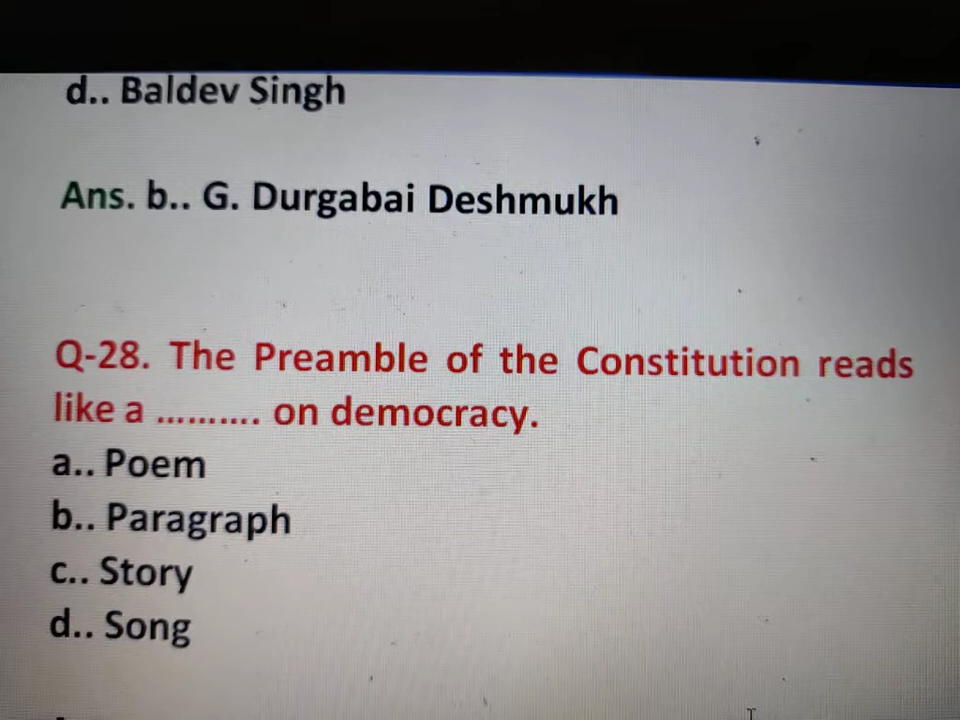 d.. Baldev Singh
Ans. b.. G. Durgabai Deshmukh
Q-28. The Preamble of the Constitution reads
like a .......... on democracy.
a.. Poem
b.. Paragraph
c.. Story
d.. Song